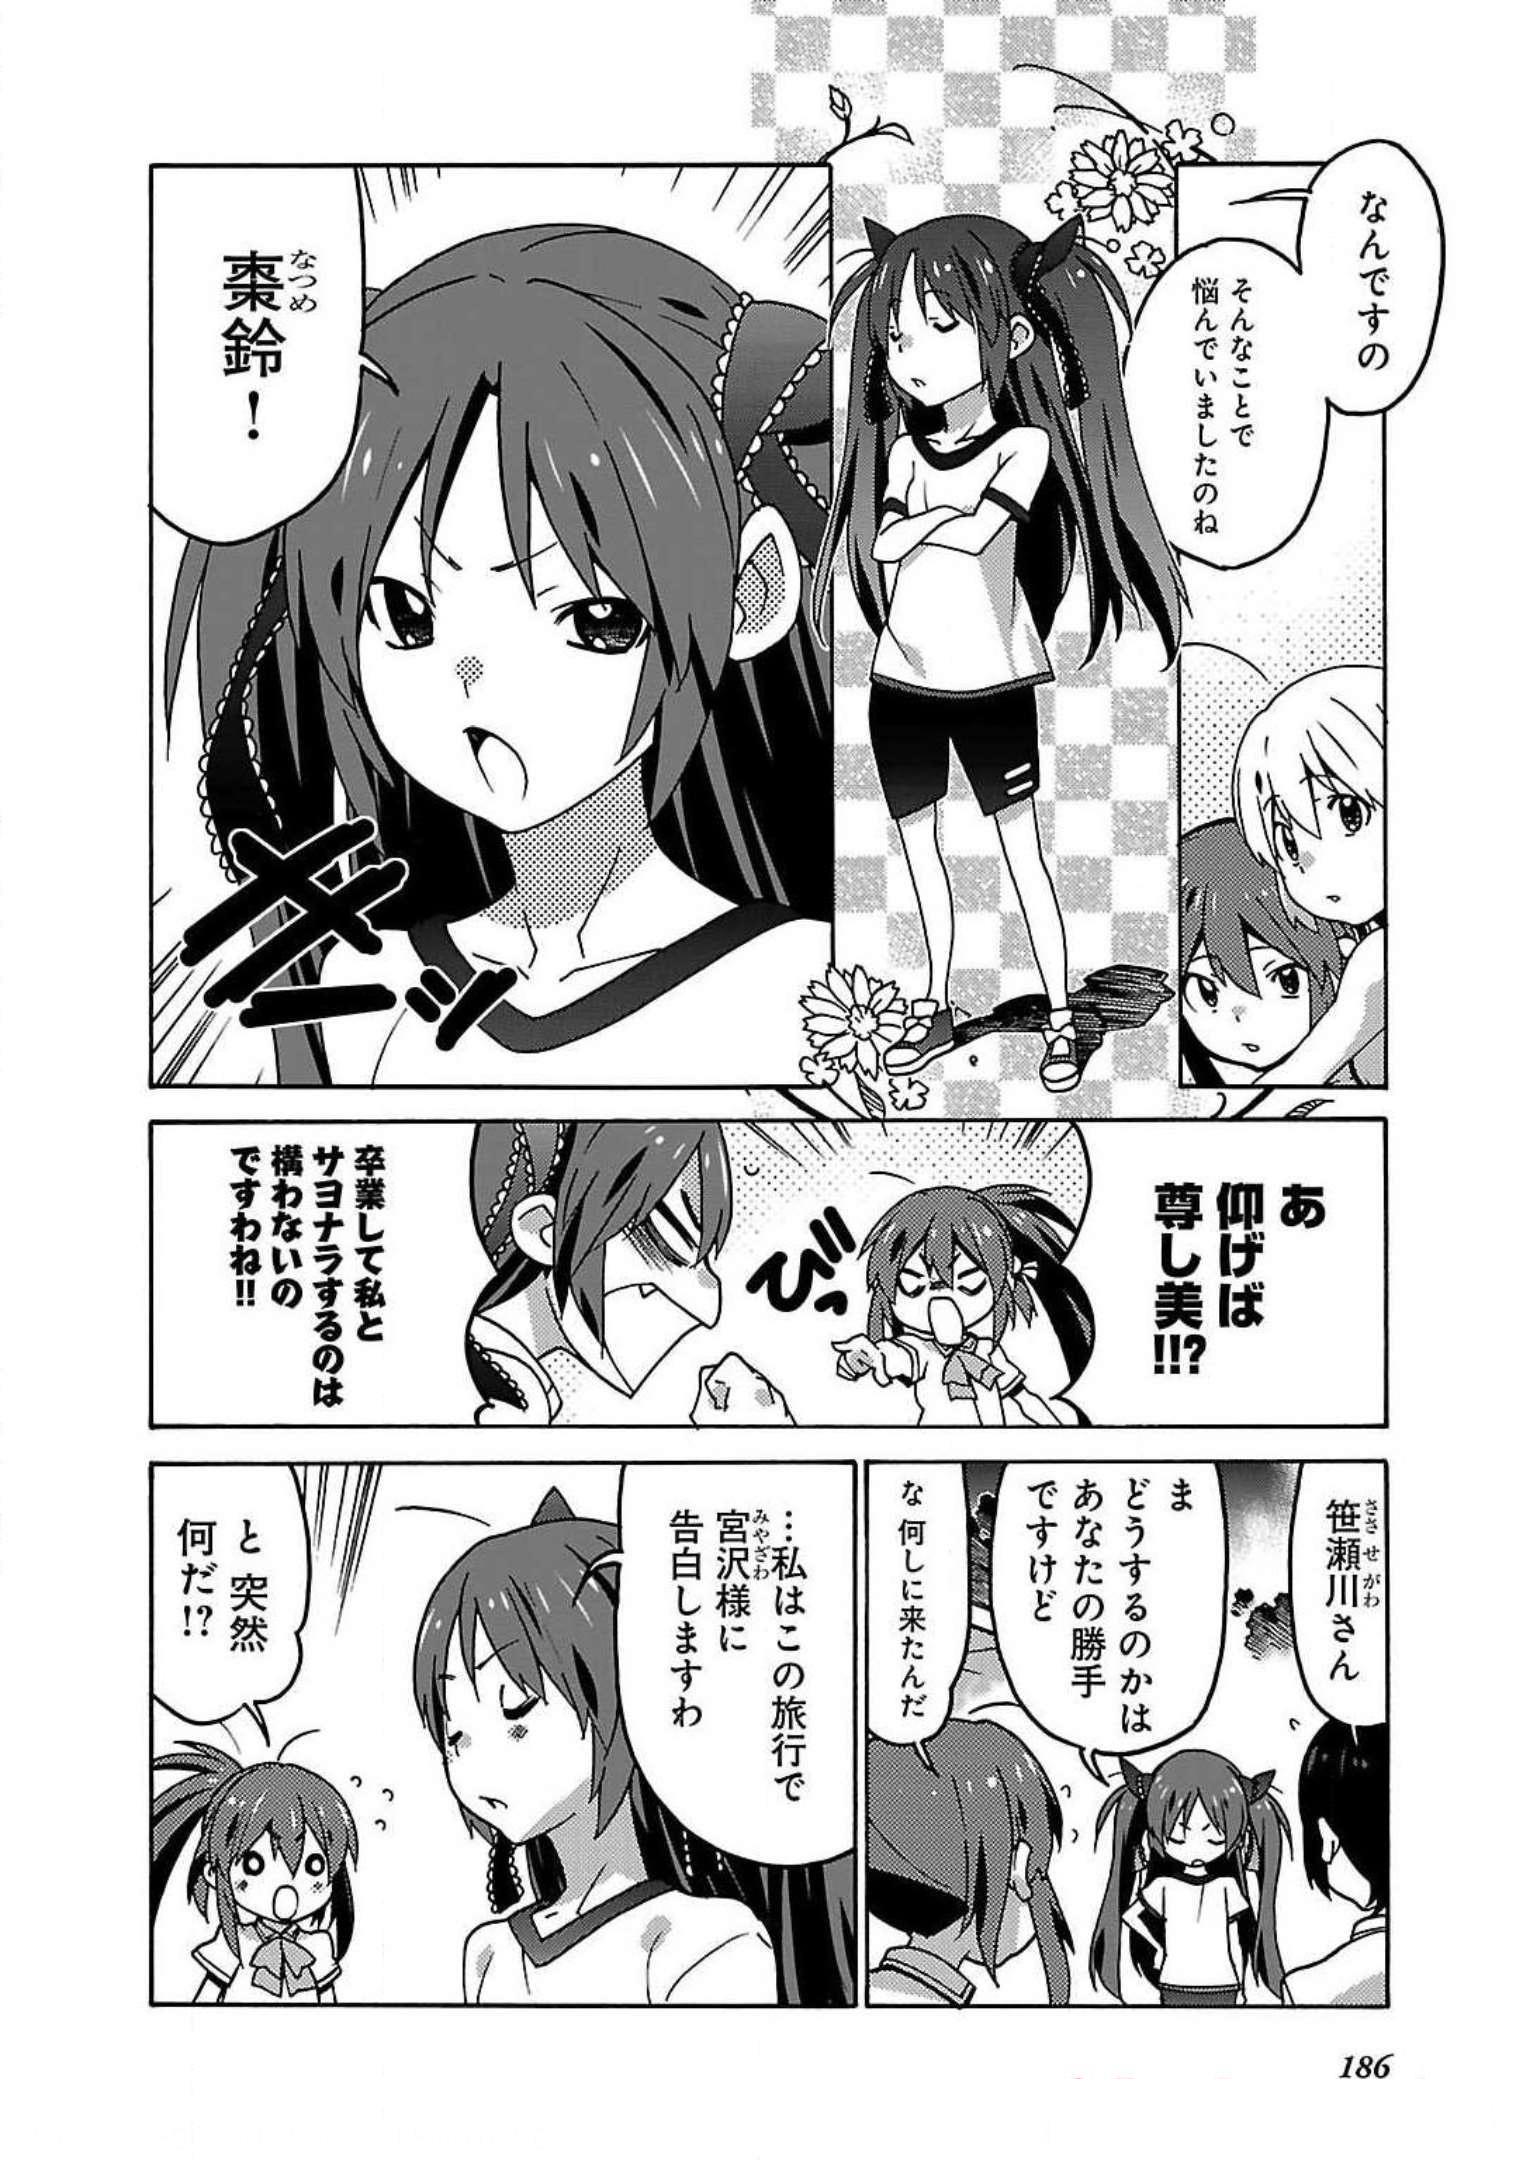 なんですの
そんなことで
悩んでいましたのね
棗鈴!
なつめ
ババーンッ
あ
仰げば
尊し美!!?
びっ
卒業して私と
サヨナラするのは
構わないの
ですわね!!
笹瀬川さん
ささせがわ
ま
どうするのかは
あなたの勝手
ですけど
な 何しに来たんだ
…私はこの旅行で
宮沢様に
みやざわ
告白しますわ
と 突然
何だ!?
186